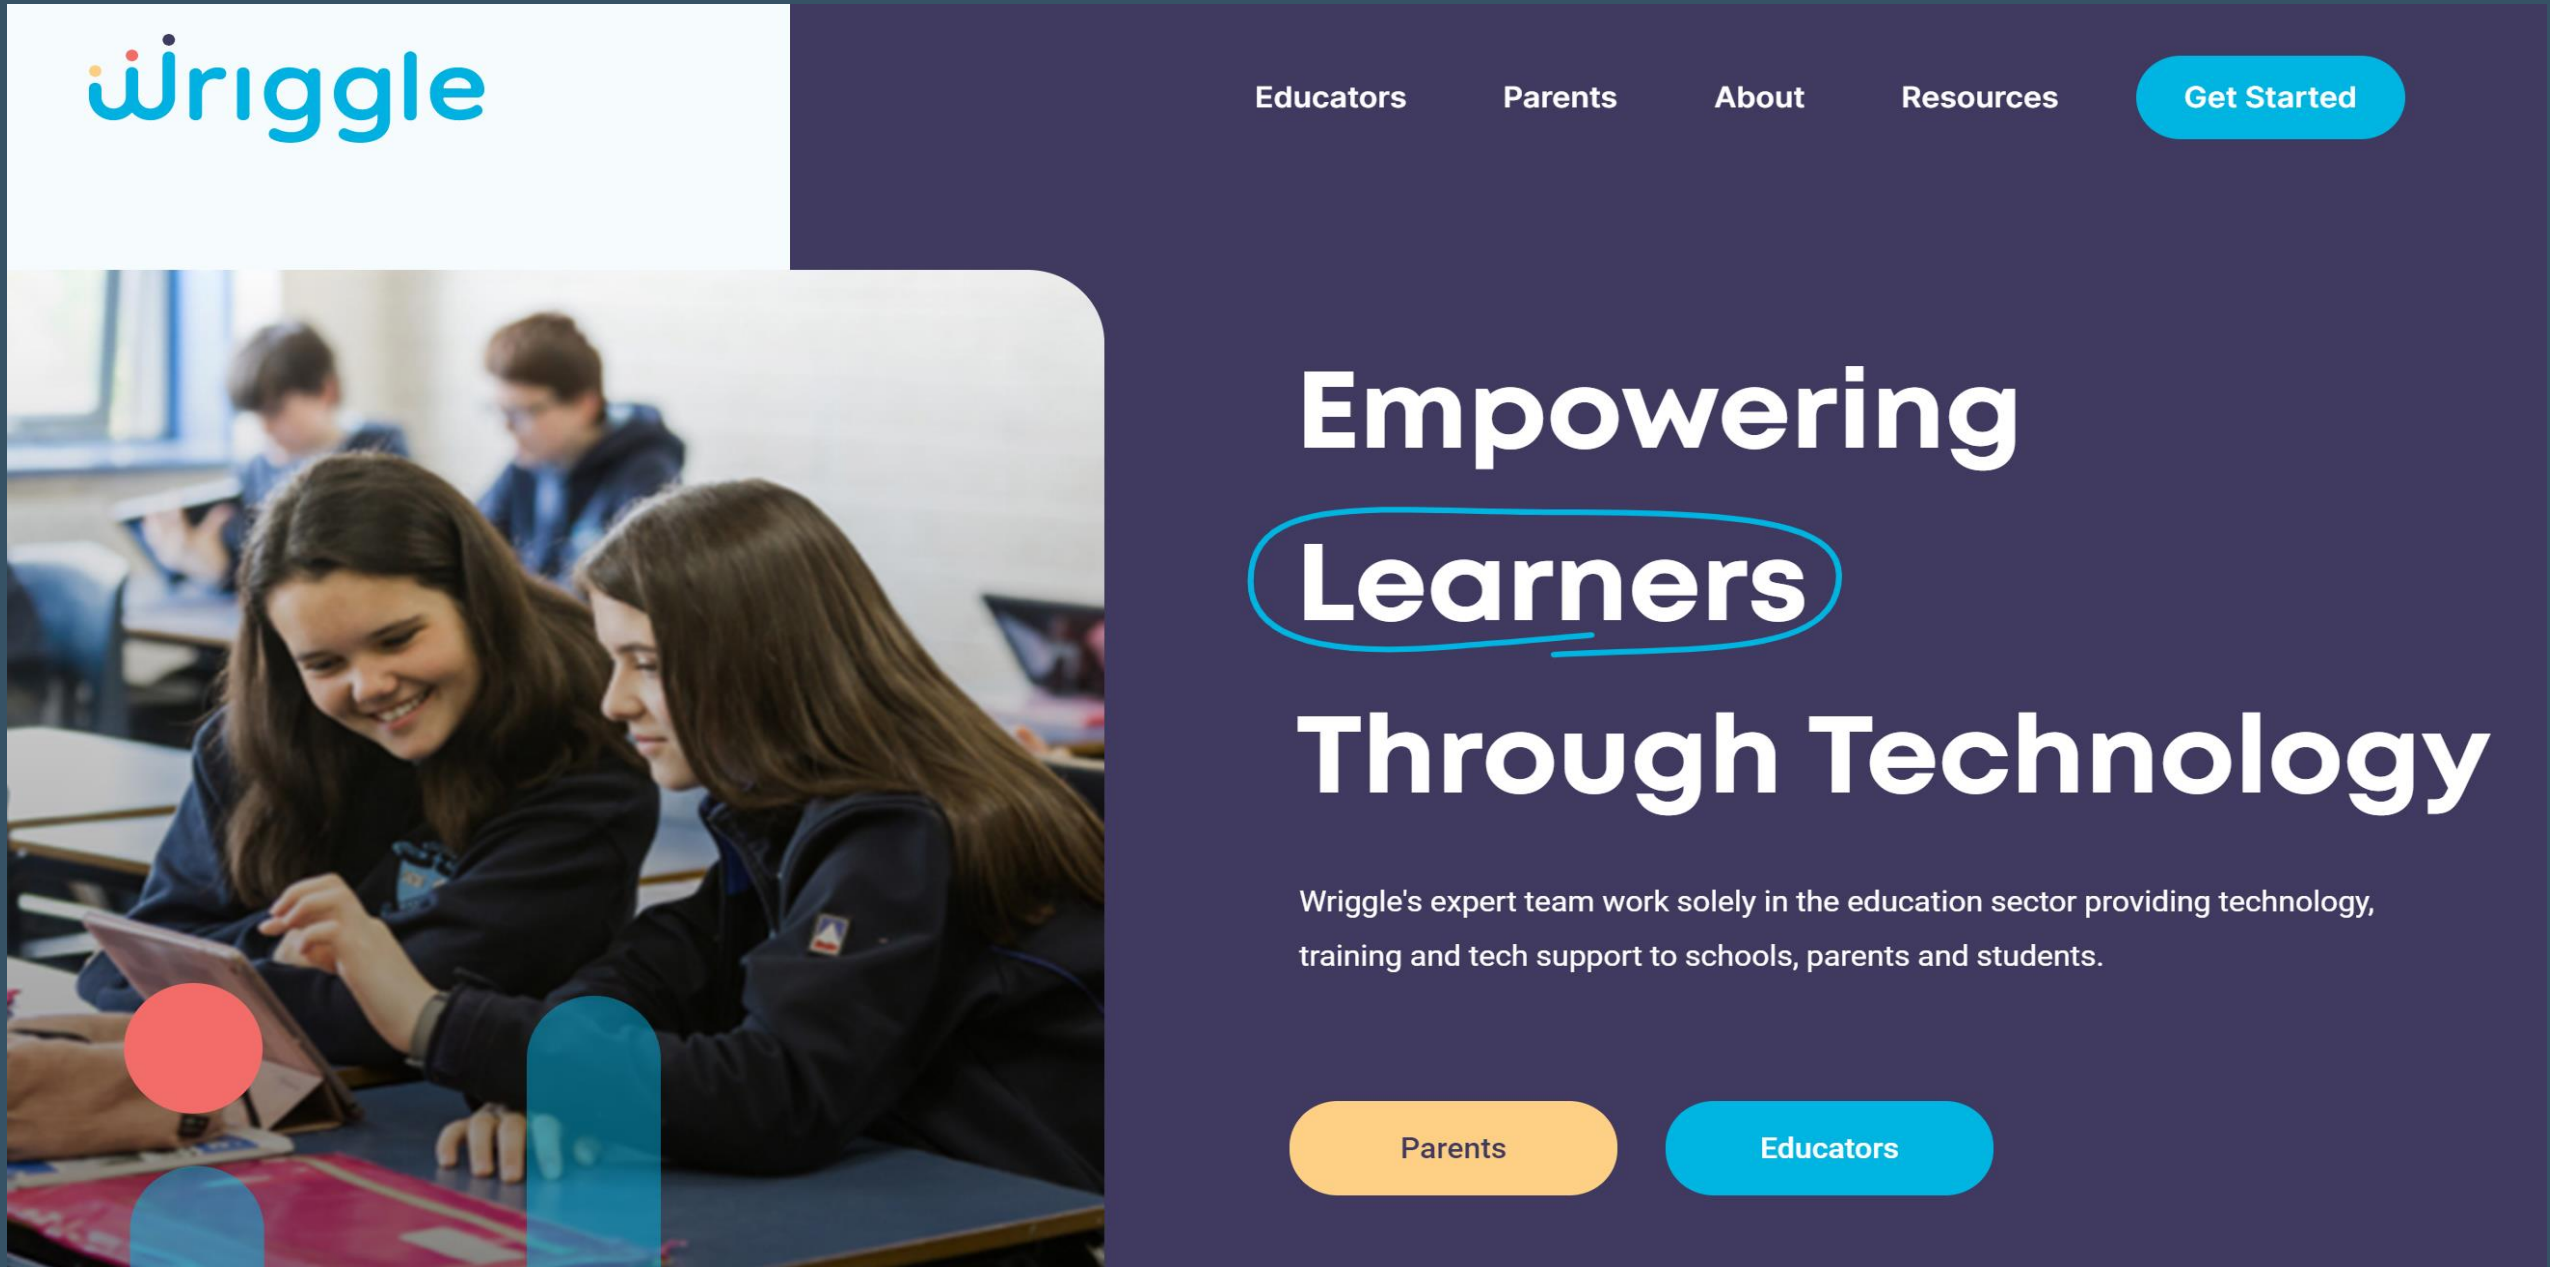 wriggle
Educators Parents About Resources Get Started
Empowering
Learners
Through Technology
Wriggle's expert team work solely in the education sector providing technology,
training and tech support to schools, parents and students.
Parents Educators